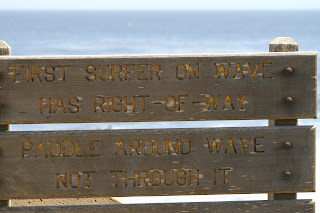 FIRST SURFER ON WAVE
HAS RIGHT-OF-WAY
PADDLE AROUND WAVE
NOT THROUGH IT